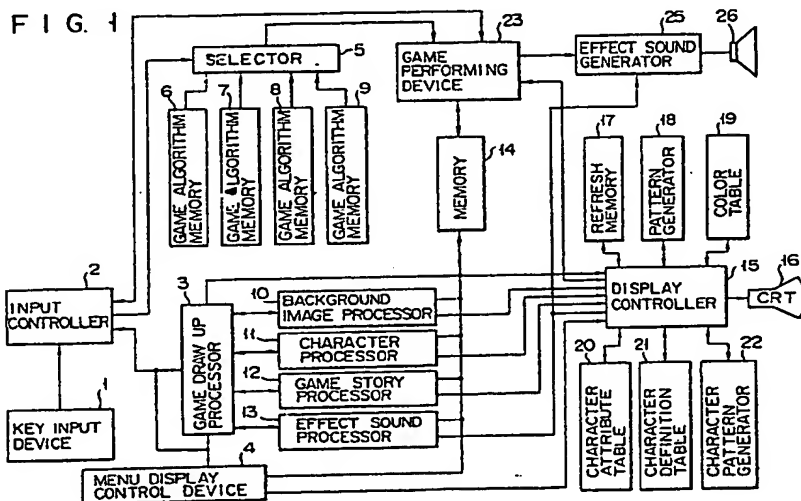 FIG. 1
SELECTOR
5
6
7
8
9
GAME ALGORITHM
MEMORY
GAME ALGORITHM
MEMORY
GAME ALGORITHM
MEMORY
GAME ALGORITHM
MEMORY
23
GAME
PERFORMING
DEVICE
25
EFFECT SOUND
GENERATOR
26
14
MEMORY
17
REFRESH
MEMORY
18
PATTERN
GENERATOR
19
COLOR
TABLE
2
INPUT
CONTROLLER
3
GAME DRAW UP
PROCESSOR
10
BACKGROUND
IMAGE PROCESSOR
11
CHARACTER
PROCESSOR
12
GAME STORY
PROCESSOR
13
EFFECT SOUND
PROCESSOR
15
DISPLAY
CONTROLLER
16
CRT
1
KEY INPUT
DEVICE
4
MENU DISPLAY
CONTROL DEVICE
20
CHARACTER
ATTRIBUTE
TABLE
21
CHARACTER
DEFINITION
TABLE
22
CHARACTER
PATTERN
GENERATOR